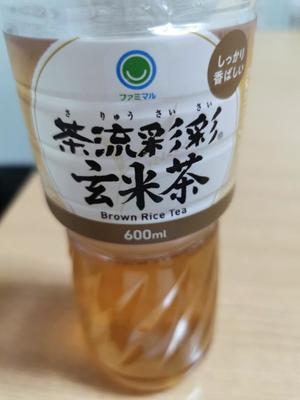 ファミマル
しっかり
香ばしい
さりゅうさいさい
茶流彩彩®
玄米茶
Brown Rice Tea
600ml